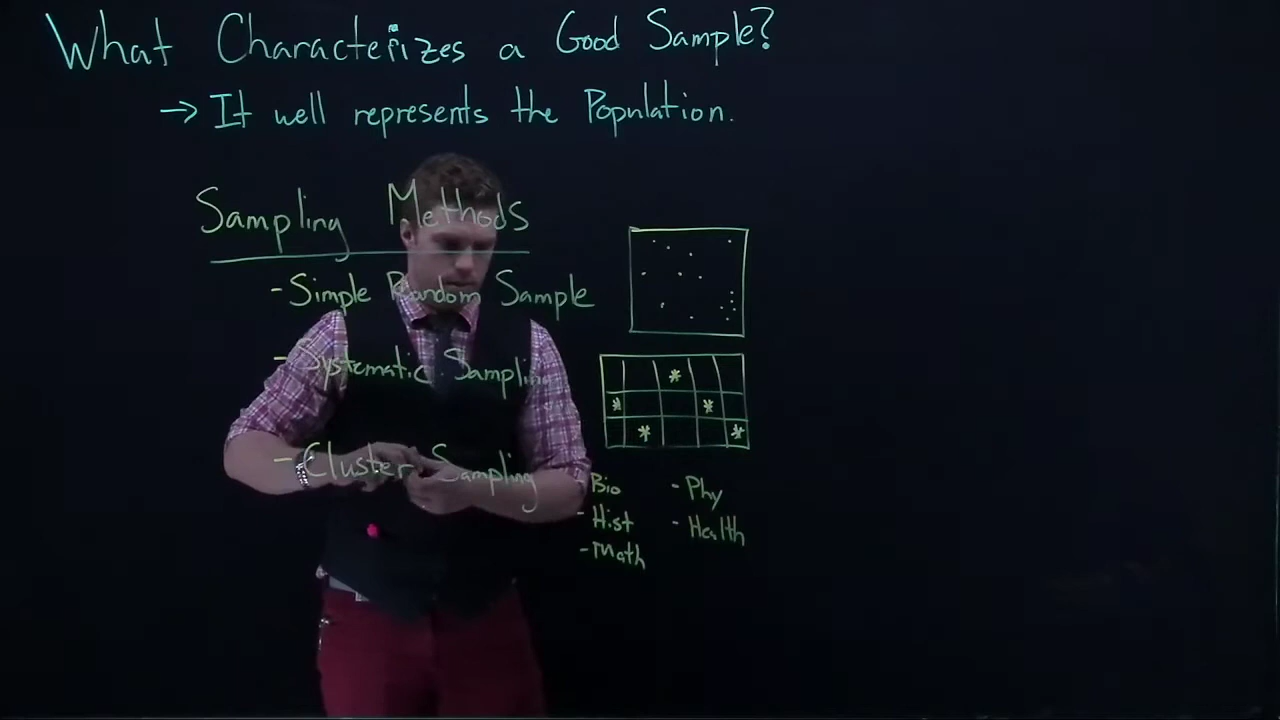 What Characterizes a Good Sample?
→ It well represents the Population.
Sampling Methods
- Simple Random Sample
- Systematic Sampling
- Cluster Sampling
Bio
- Hist
- Math
- Phy
- Health